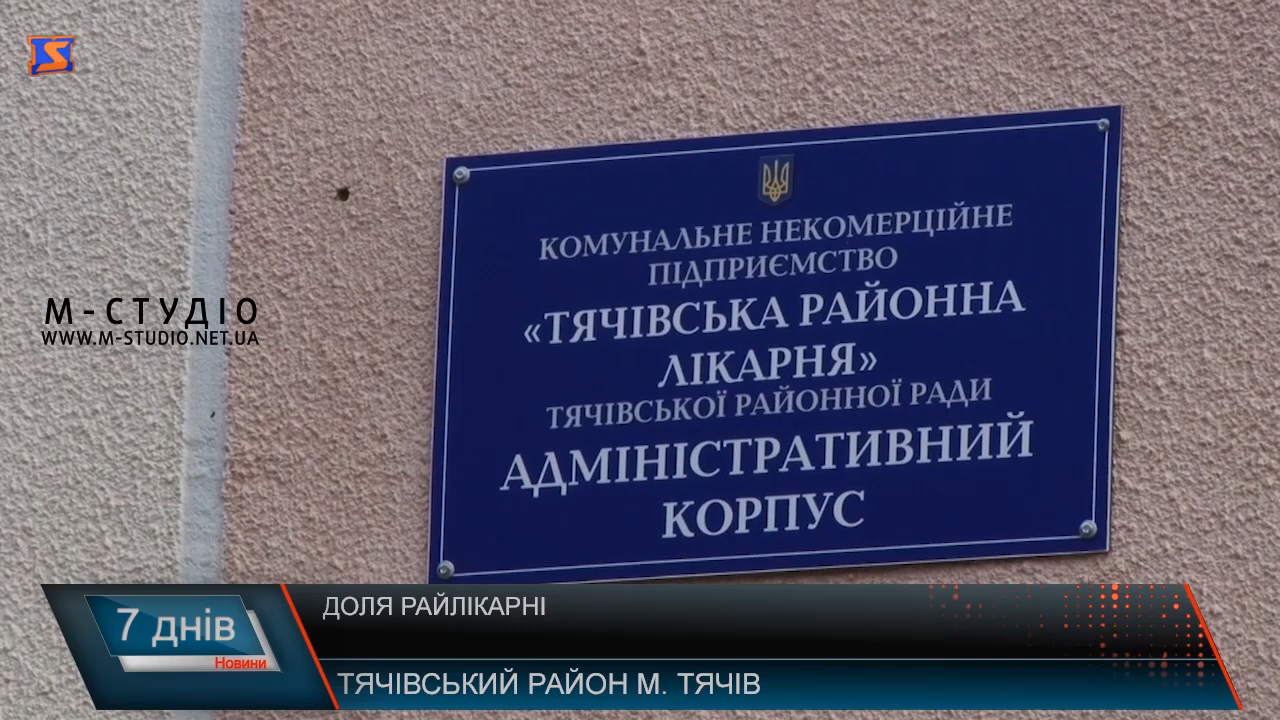 М-СТУДІО
WWW.M-STUDIO.NET.UA
КОМУНАЛЬНЕ НЕКОМЕРЦІЙНЕ
ПІДПРИЄМСТВО
«ТЯЧІВСЬКА РАЙОННА
ЛІКАРНЯ»
ТЯЧІВСЬКОЇ РАЙОННОЇ РАДИ
АДМІНІСТРАТИВНИЙ
КОРПУС
7 днів
Новини
ДОЛЯ РАЙЛІКАРНІ
ТЯЧІВСЬКИЙ РАЙОН М. ТЯЧІВ